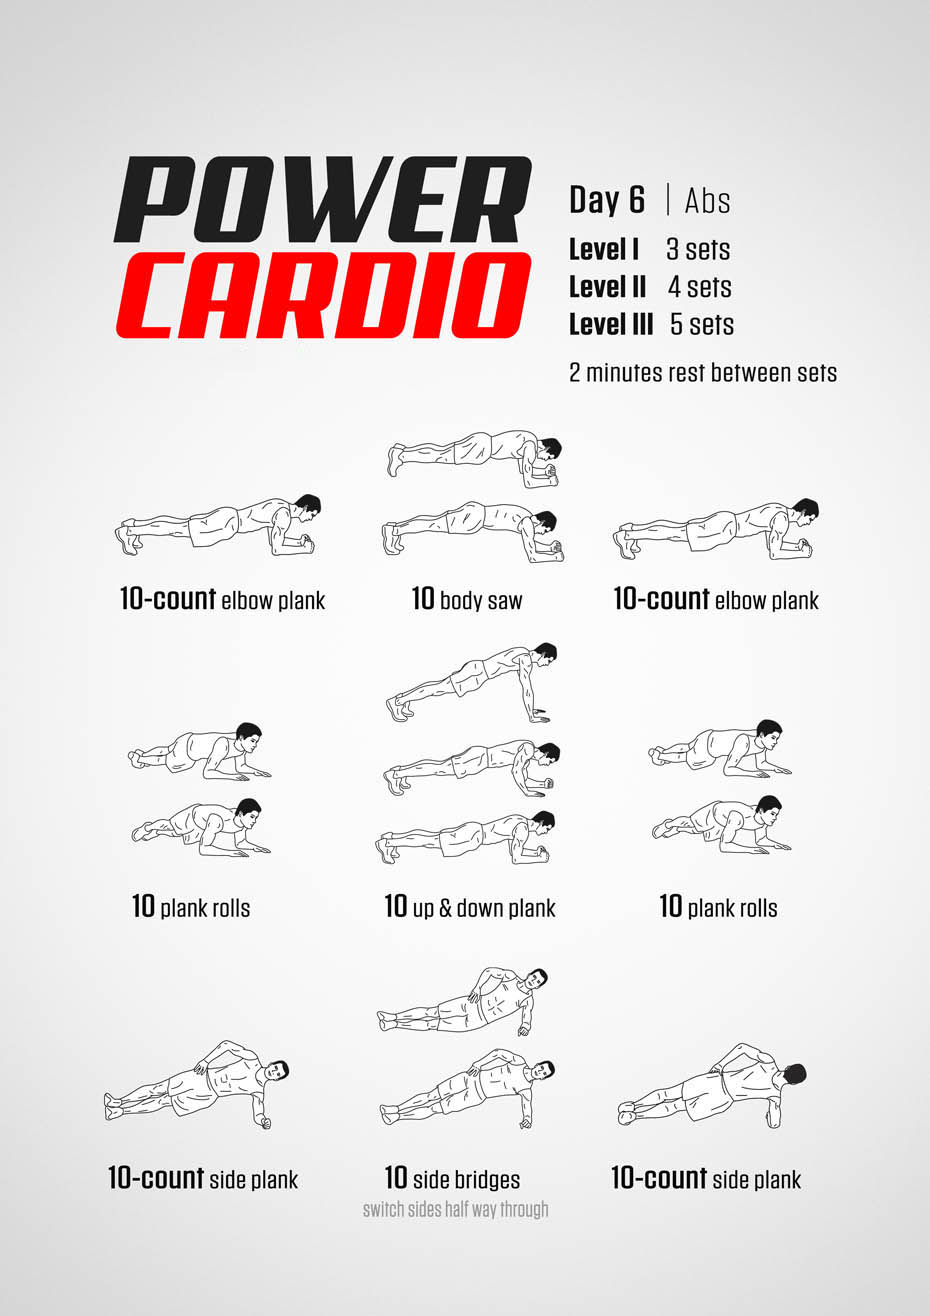 POWER
CARDIO
Day 6 | Abs
Level I 3 sets
Level II 4 sets
Level III 5 sets
2 minutes rest between sets
10-count elbow plank
10 body saw
10-count elbow plank
10 plank rolls
10 up & down plank
10 plank rolls
10-count side plank
10 side bridges
switch sides half way through
10-count side plank